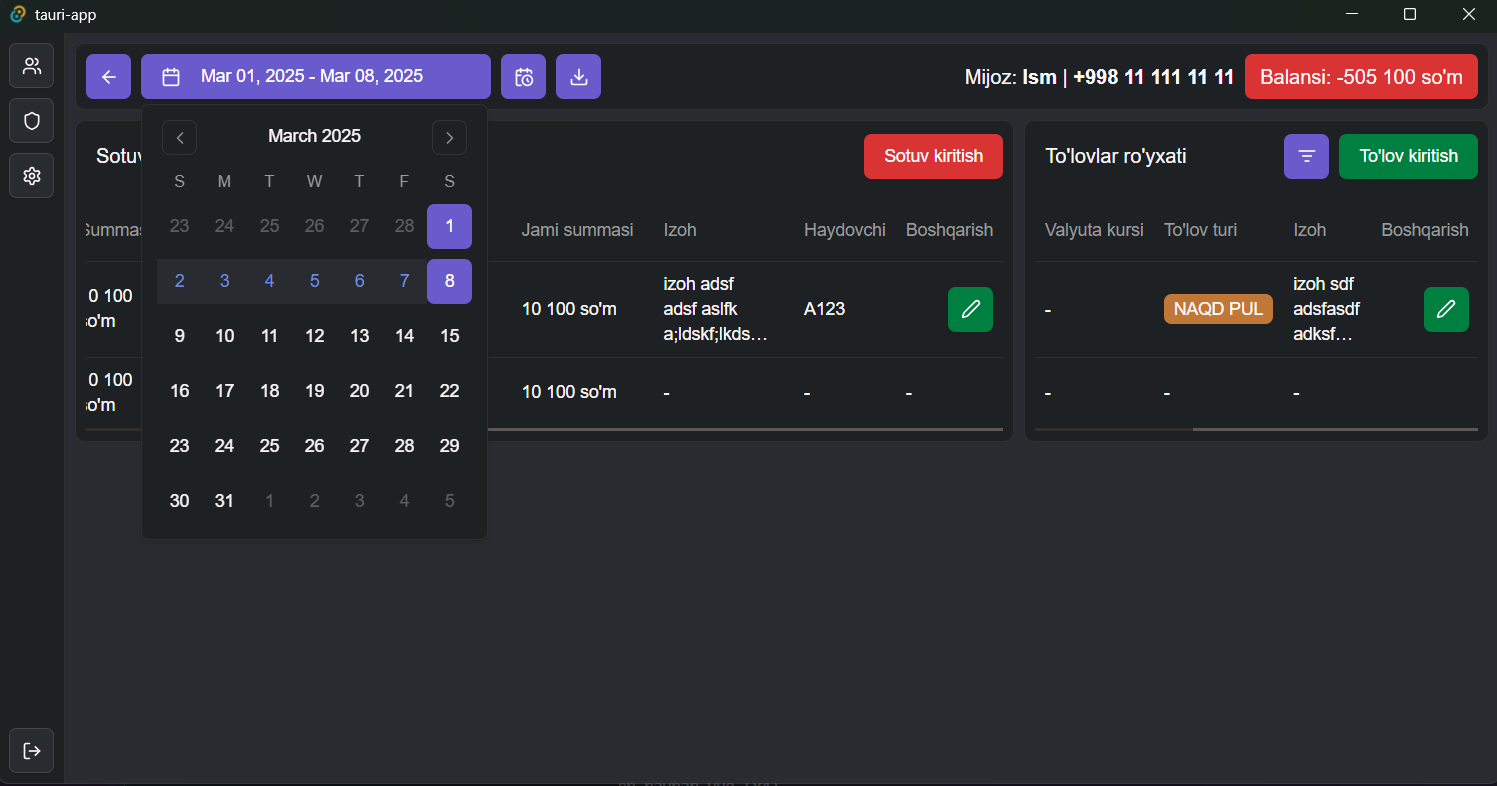 tauri-app
Mar 01, 2025 - Mar 08, 2025
Mijoz: Ism | +998 11 111 11 11
Balansi: -505 100 so'm
March 2025
S M T W T F S
23 24 25 26 27 28 1
2 3 4 5 6 7 8
9 10 11 12 13 14 15
16 17 18 19 20 21 22
23 24 25 26 27 28 29
30 31 1 2 3 4 5
Sotuv
Sotuv kiritish
Summas
Jami summasi Izoh Haydovchi Boshqarish
0 100
so'm
10 100 so'm
izoh adsf
adsf aslfk
a;ldskf;lkds...
A123
0 100
so'm
10 100 so'm - - -
To'lovlar ro'yxati
To'lov kiritish
Valyuta kursi To'lov turi Izoh Boshqarish
-
NAQD PUL
izoh sdf
adsfasdf
adksf...
- - -